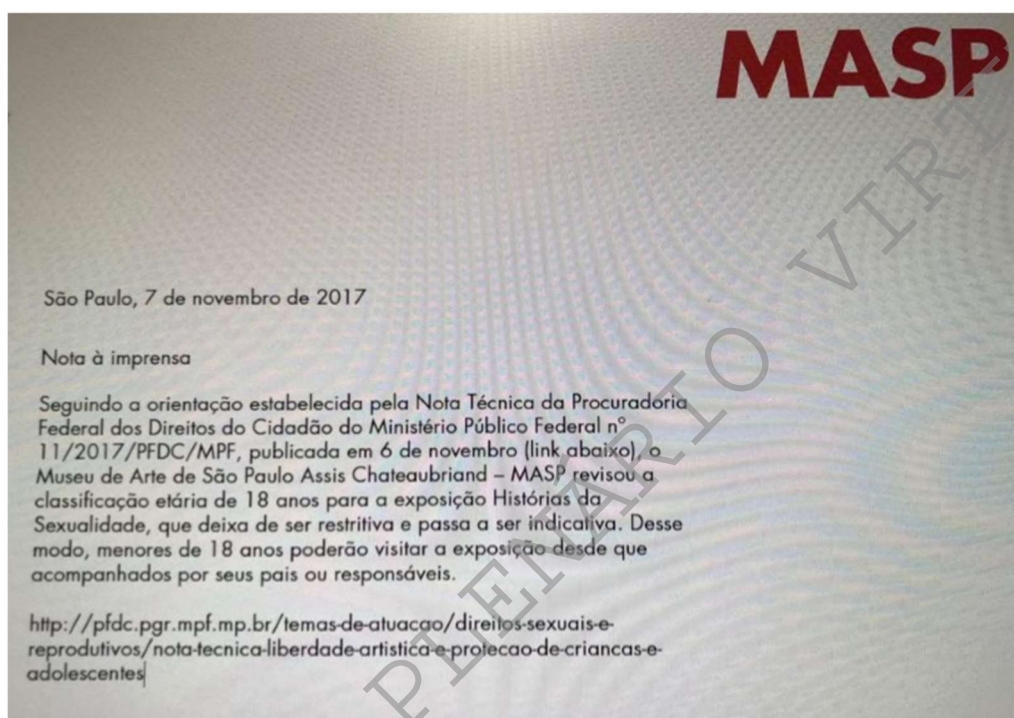 MASP
São Paulo, 7 de novembro de 2017
Nota à imprensa
Seguindo a orientação estabelecida pela Nota Técnica da Procuradoria
Federal dos Direitos do Cidadão do Ministério Público Federal nº
11/2017/PFDC/MPF, publicada em 6 de novembro (link abaixo), o
Museu de Arte de São Paulo Assis Chateaubriand – MASP revisou a
classificação etária de 18 anos para a exposição Histórias da
Sexualidade, que deixa de ser restritiva e passa a ser indicativa. Desse
modo, menores de 18 anos poderão visitar a exposição desde que
acompanhados por seus pais ou responsáveis.
http://pfdc.pgr.mpf.mp.br/temas-de-atuacao/direitos-sexuais-e-
reprodutivos/nota-tecnica-liberdade-artistica-e-protecao-de-criancas-e-
adolescentes
PLENÁRIO VIRT